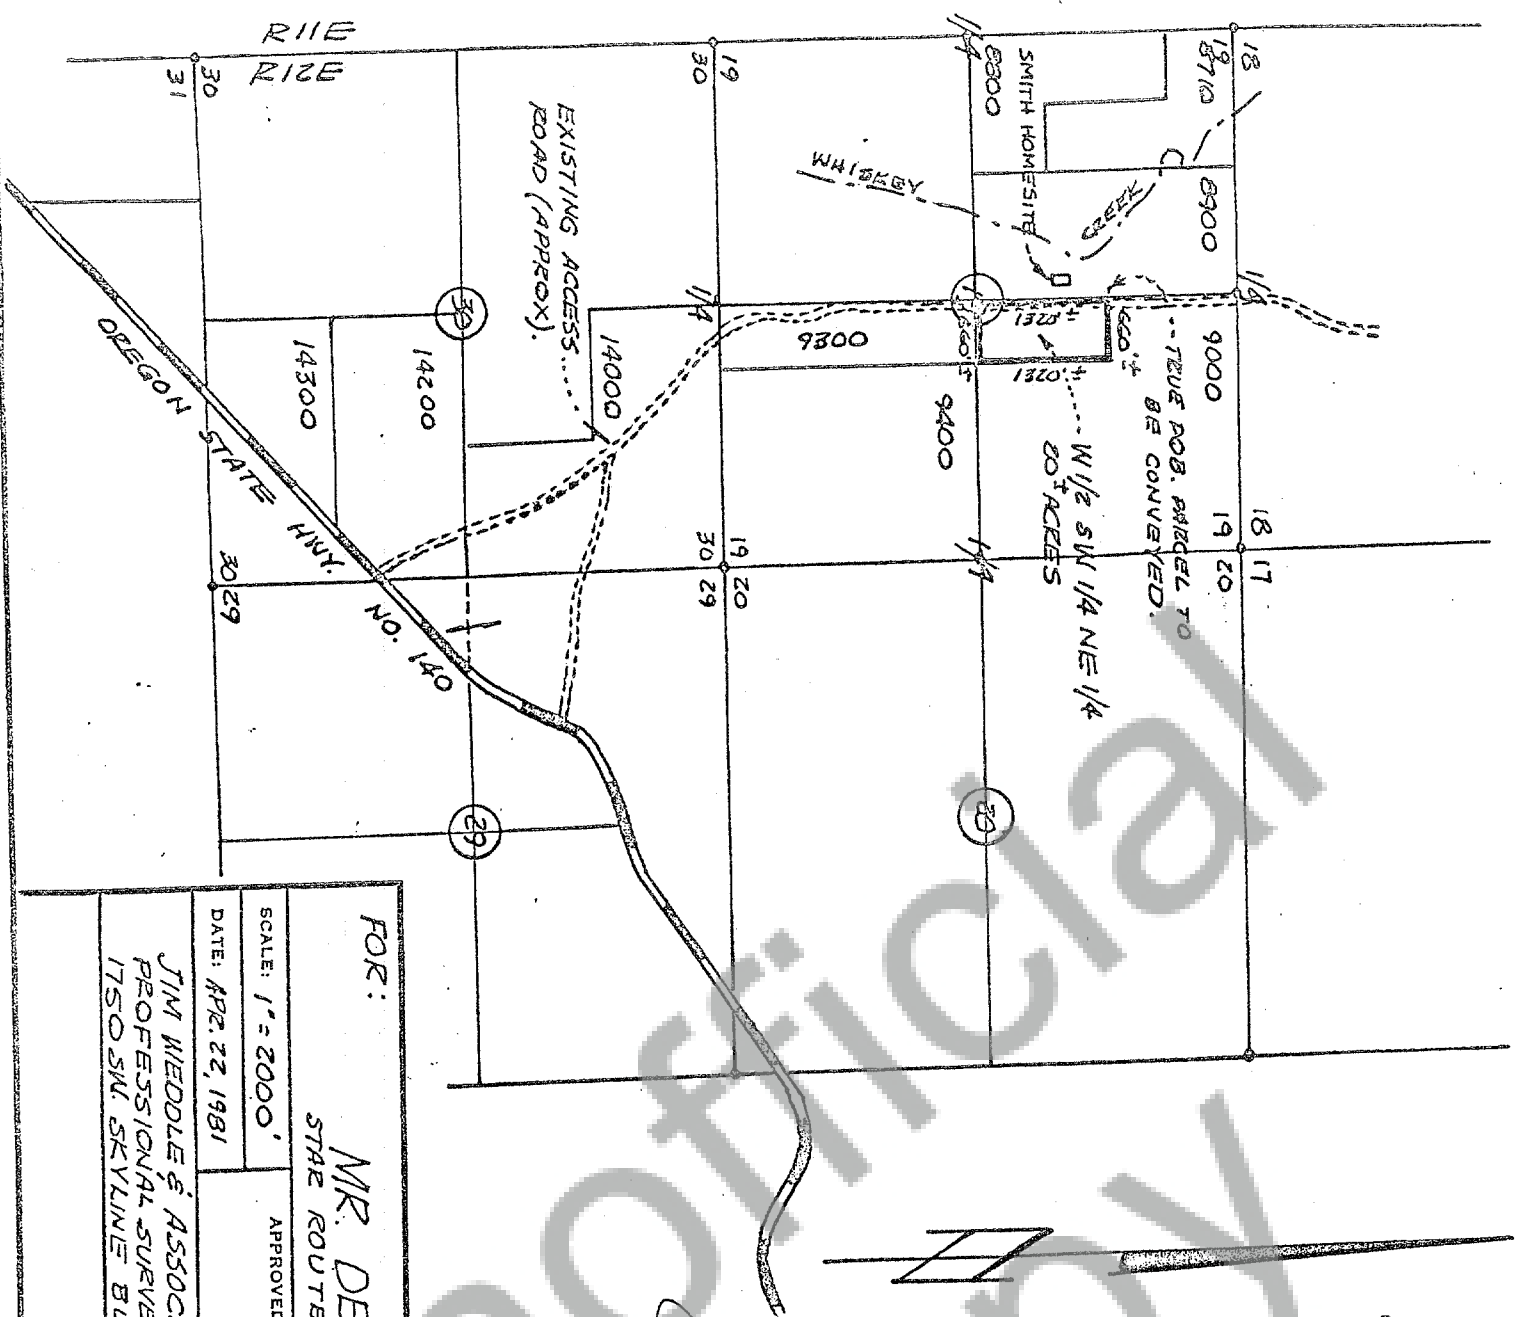 R11E
R12E
30
31
19
30
1/4
18
19
8710
8800
SMITH HOMESITE
8900
WHISKEY
CREEK
EXISTING ACCESS
ROAD (APPROX).
1/4
1/4
9000
TRUE POB. PARCEL TO
BE CONVEYED.
660'±
1320'±
1320'±
660'±
9300
9400
W 1/2 SW 1/4 NE 1/4
20± ACRES
30
14000
14200
14300
18 17
19 20
1/4
19 20
30 29
30 29
OREGON STATE HWY. NO. 140
29
20
FOR: MR. DE
STAR ROUTE
SCALE: 1" = 2000'
APPROVED
DATE: APR. 22, 1981
JIM WEDDLE & ASSOC.
PROFESSIONAL SURVE
1750 SW. SKYLINE BL
N